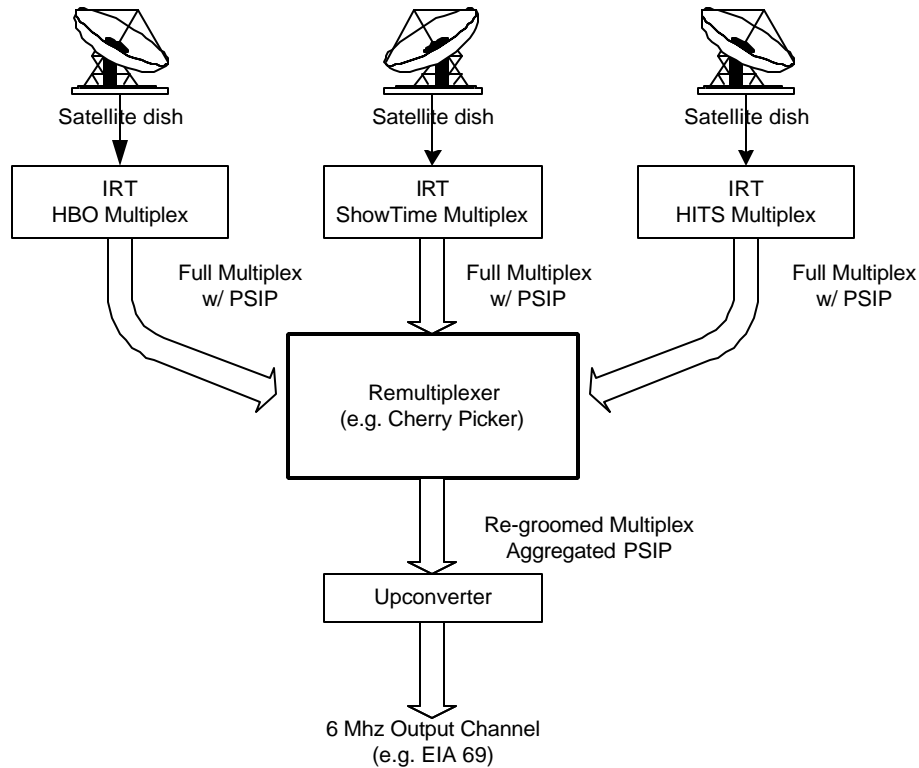 Satellite dish
Satellite dish
Satellite dish
IRT
HBO Multiplex
IRT
ShowTime Multiplex
IRT
HITS Multiplex
Full Multiplex
w/ PSIP
Full Multiplex
w/ PSIP
Full Multiplex
w/ PSIP
Remultiplexer
(e.g. Cherry Picker)
Re-groomed Multiplex
Aggregated PSIP
Upconverter
6 Mhz Output Channel
(e.g. EIA 69)